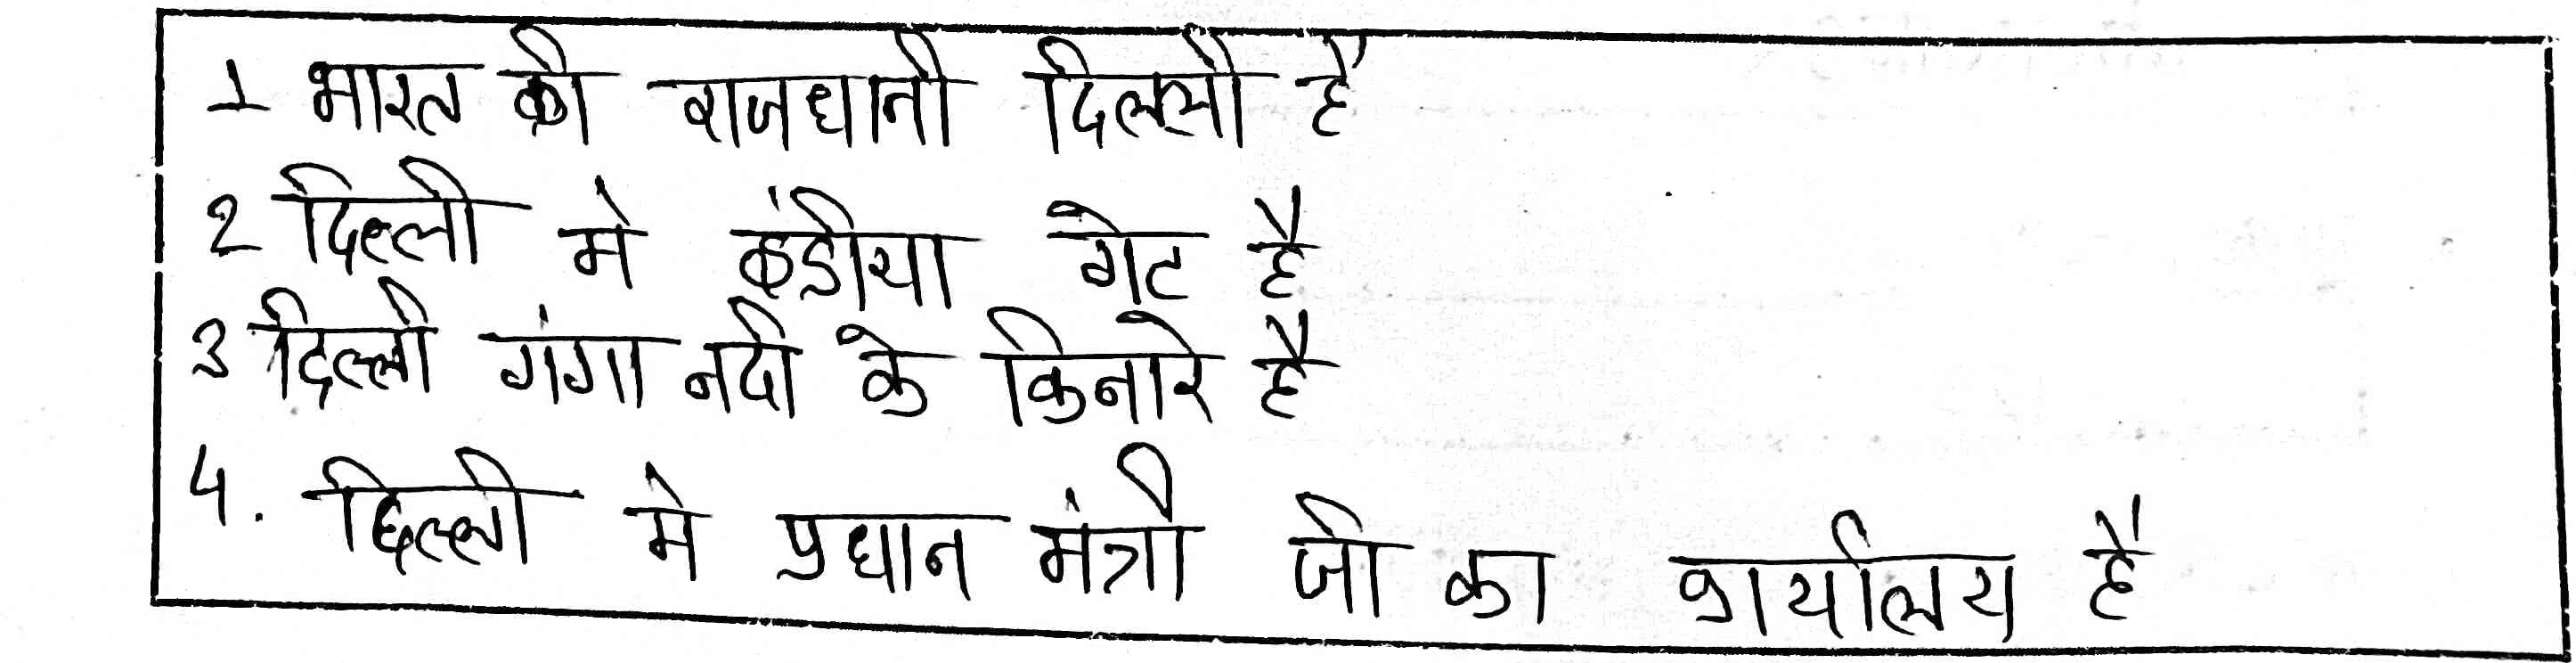 1 भारत की राजधानी दिल्ली है
2 दिल्ली मे इंडीया गेट है
3 दिल्ली गंगा नदी के किनारे है
4. दिल्ली मे प्रधान मंत्री जी का कार्यालय है